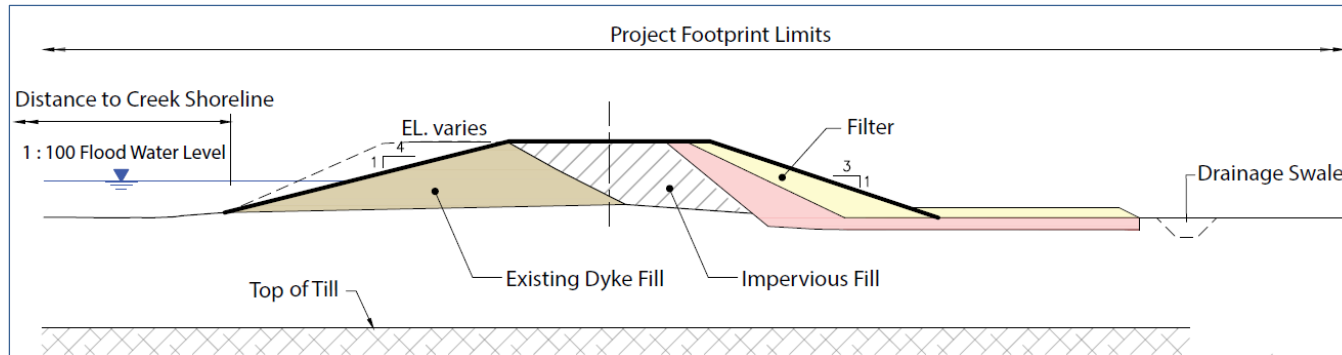 Project Footprint Limits
Distance to Creek Shoreline
EL. varies
Filter
1 : 100 Flood Water Level
4
1
3
1
Drainage Swale
Existing Dyke Fill
Impervious Fill
Top of Till